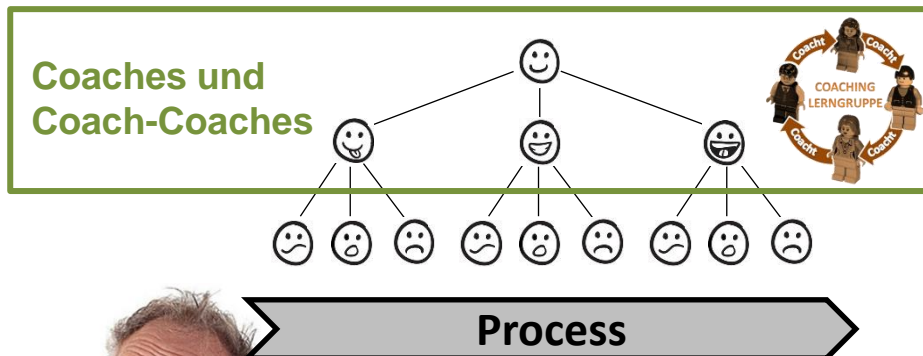 Coaches und
Coach-Coaches
Coacht
Coacht
COACHING
LERNGRUPPE
Coacht
Coacht
Process